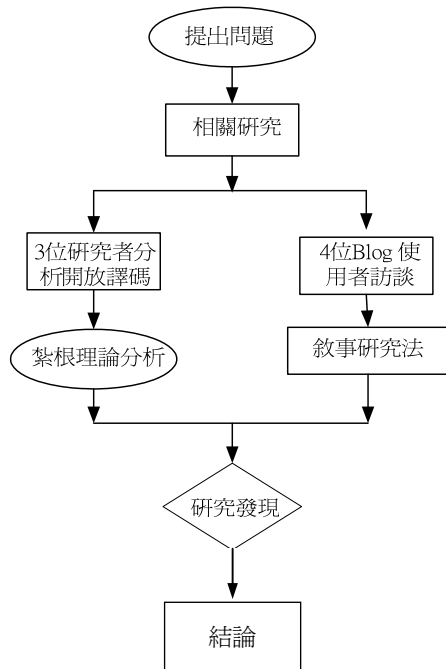 提出問題
相關研究
3位研究者分
析開放譯碼
4位Blog 使
用者訪談
紮根理論分析
敘事研究法
研究發現
結論